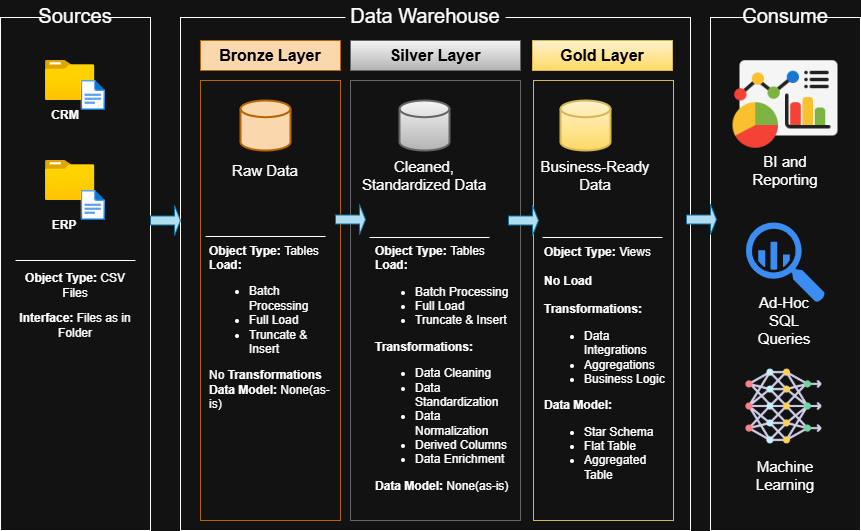 Sources
CRM
ERP
Object Type: CSV
Files
Interface: Files as in
Folder
Data Warehouse
Bronze Layer
Raw Data
Object Type: Tables
Load:
• Batch
Processing
• Full Load
• Truncate &
Insert
No Transformations
Data Model: None(as-
is)
Silver Layer
Cleaned,
Standardized Data
Object Type: Tables
Load:
• Batch Processing
• Full Load
• Truncate & Insert
Transformations:
• Data Cleaning
• Data
Standardization
• Data
Normalization
• Derived Columns
• Data Enrichment
Data Model: None(as-is)
Gold Layer
Business-Ready
Data
Object Type: Views
No Load
Transformations:
• Data
Integrations
• Aggregations
• Business Logic
Data Model:
• Star Schema
• Flat Table
• Aggregated
Table
Consume
BI and
Reporting
Ad-Hoc
SQL
Queries
Machine
Learning